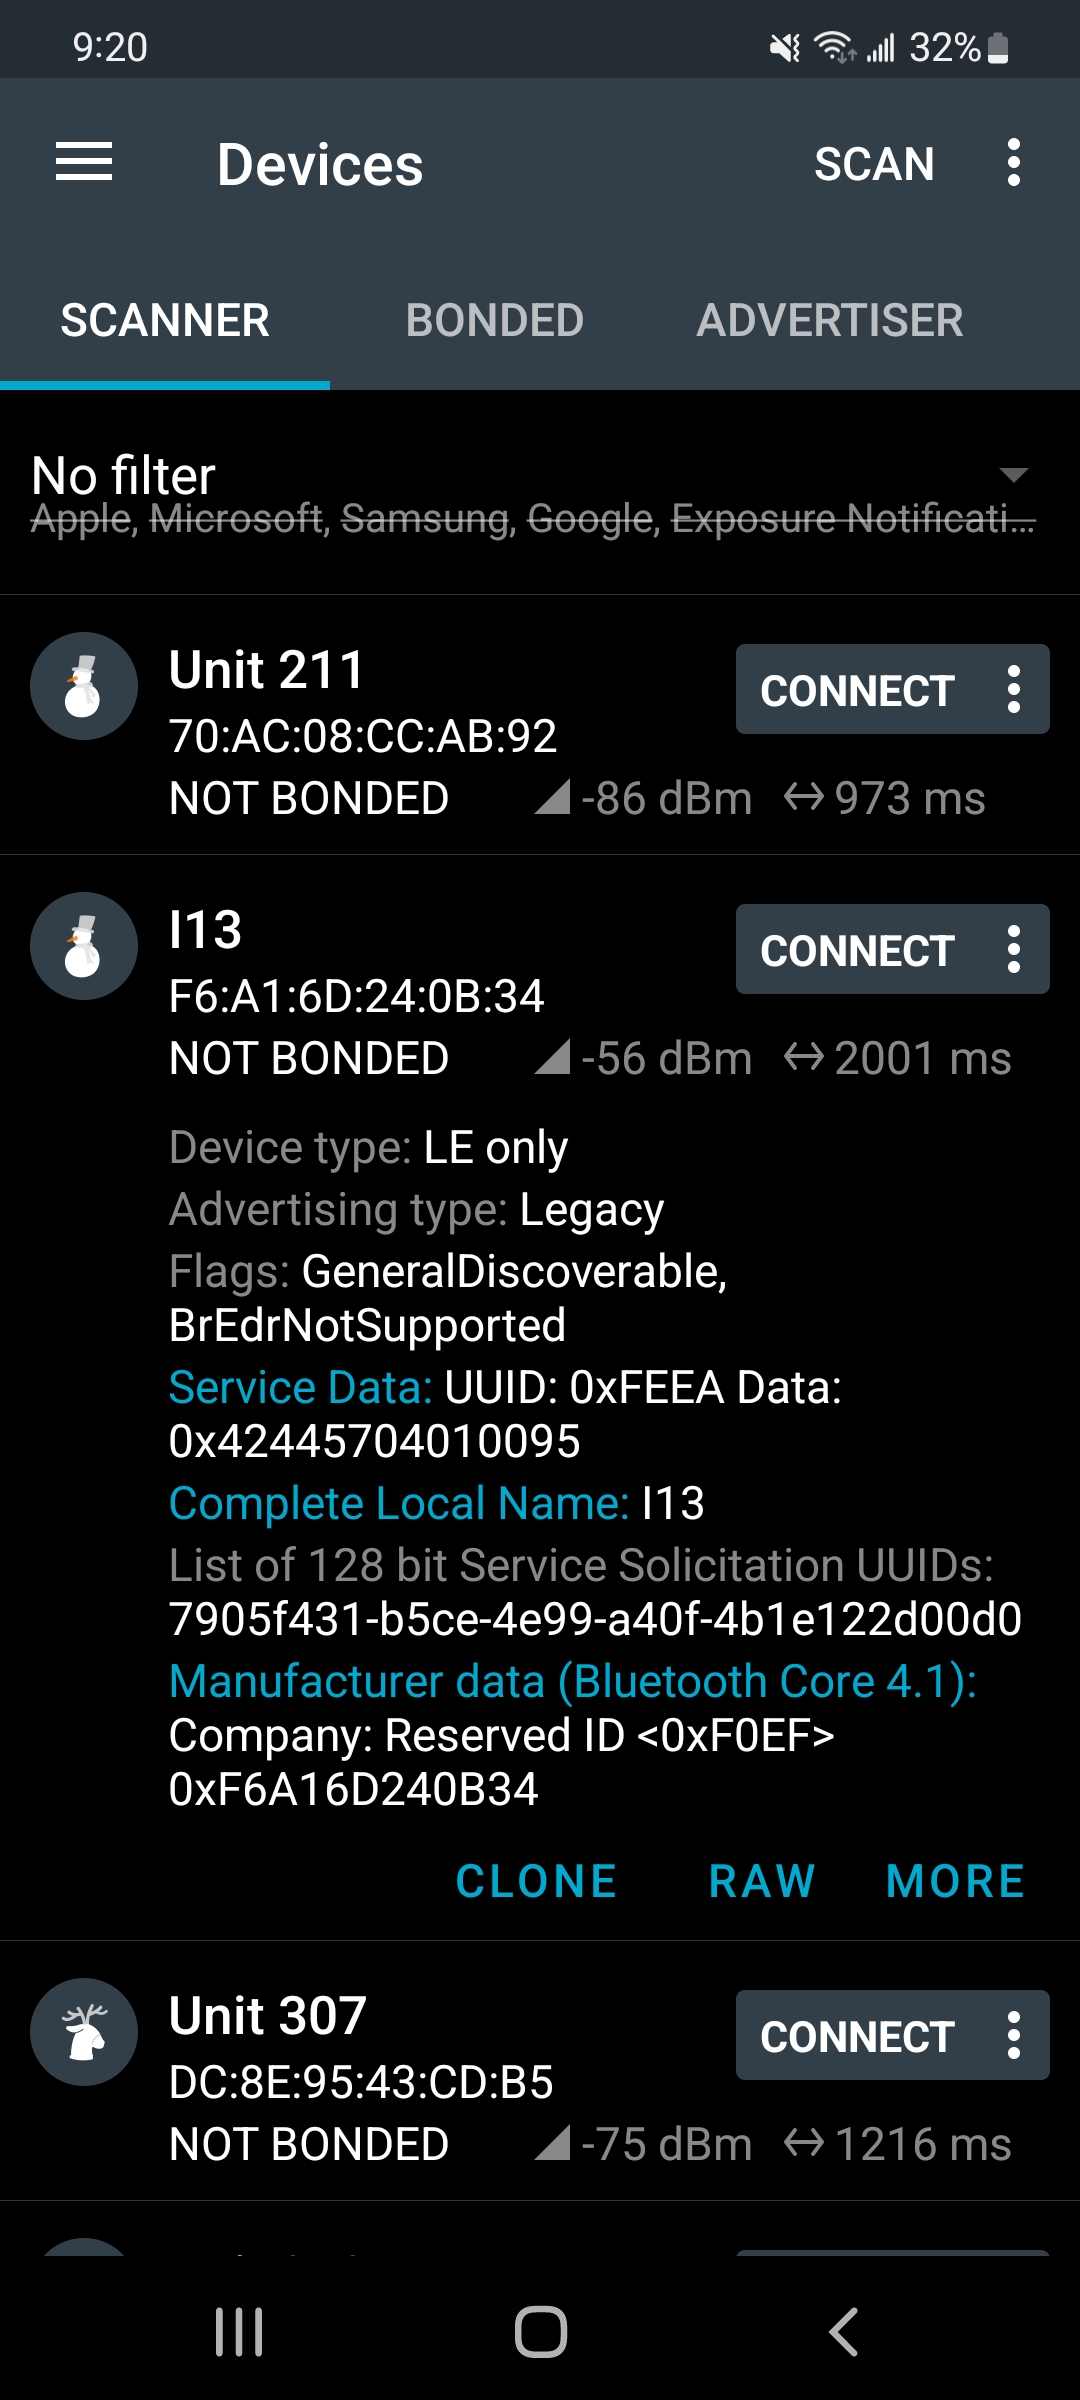 9:20
32%
Devices
SCAN
SCANNER
BONDED
ADVERTISER
No filter
Apple, Microsoft, Samsung, Google, Exposure Notificati...
Unit 211
CONNECT
70:AC:08:CC:AB:92
NOT BONDED
-86 dBm
973 ms
I13
CONNECT
F6:A1:6D:24:0B:34
NOT BONDED
-56 dBm
2001 ms
Device type: LE only
Advertising type: Legacy
Flags: GeneralDiscoverable,
BrEdrNotSupported
Service Data: UUID: 0xFEEA Data:
0x42445704010095
Complete Local Name: I13
List of 128 bit Service Solicitation UUIDs:
7905f431-b5ce-4e99-a40f-4b1e122d00d0
Manufacturer data (Bluetooth Core 4.1):
Company: Reserved ID <0xF0EF>
0xF6A16D240B34
CLONE
RAW
MORE
Unit 307
CONNECT
DC:8E:95:43:CD:B5
NOT BONDED
-75 dBm
1216 ms